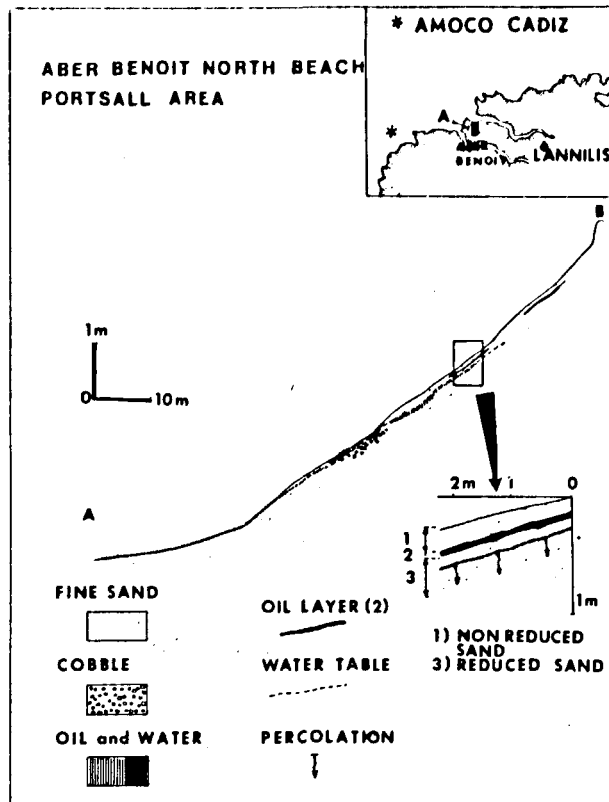 * AMOCO CADIZ
ABER BENOIT NORTH BEACH
PORTSALL AREA
A
*
ABER
BENOIT
LANNILIS
B
1m
0
10m
A
2m
1
0
1
2
3
1m
FINE SAND
OIL LAYER (2)
1) NON REDUCED
SAND
3) REDUCED SAND
COBBLE
WATER TABLE
OIL and WATER
PERCOLATION